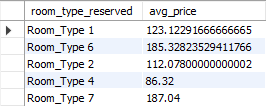 room_type_reserved avg_price
Room_Type 1 123.12291666666665
Room_Type 6 185.32823529411766
Room_Type 2 112.07800000000002
Room_Type 4 86.32
Room_Type 7 187.04